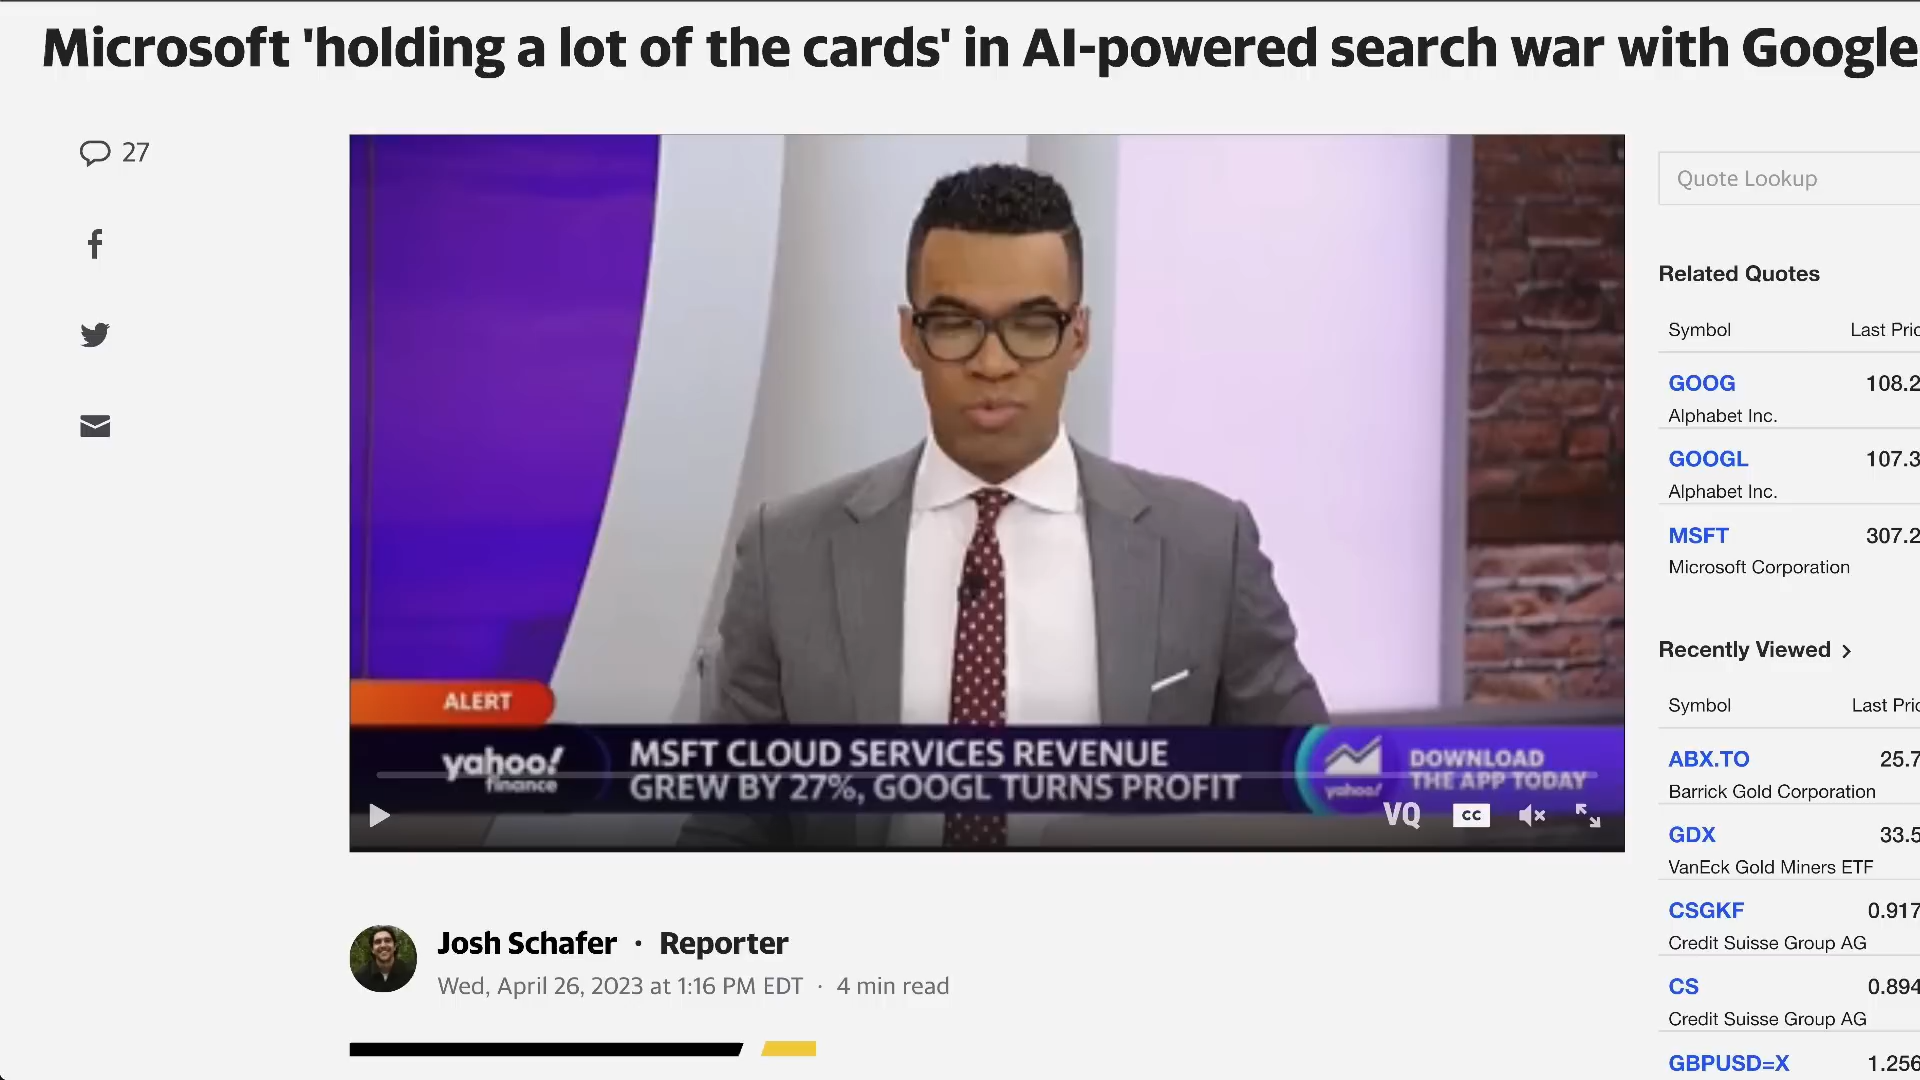 Microsoft 'holding a lot of the cards' in AI-powered search war with Google
27
ALERT
yahoo!
finance
MSFT CLOUD SERVICES REVENUE
GREW BY 27%, GOOGL TURNS PROFIT
DOWNLOAD
THE APP TODAY
yahoo!
VQ
CC
Josh Schafer · Reporter
Wed, April 26, 2023 at 1:16 PM EDT · 4 min read
Quote Lookup
Related Quotes
Symbol Last Pric
GOOG 108.2
Alphabet Inc.
GOOGL 107.3
Alphabet Inc.
MSFT 307.2
Microsoft Corporation
Recently Viewed
Symbol Last Pric
ABX.TO 25.7
Barrick Gold Corporation
GDX 33.5
VanEck Gold Miners ETF
CSGKF 0.917
Credit Suisse Group AG
CS 0.894
Credit Suisse Group AG
GBPUSD=X 1.256